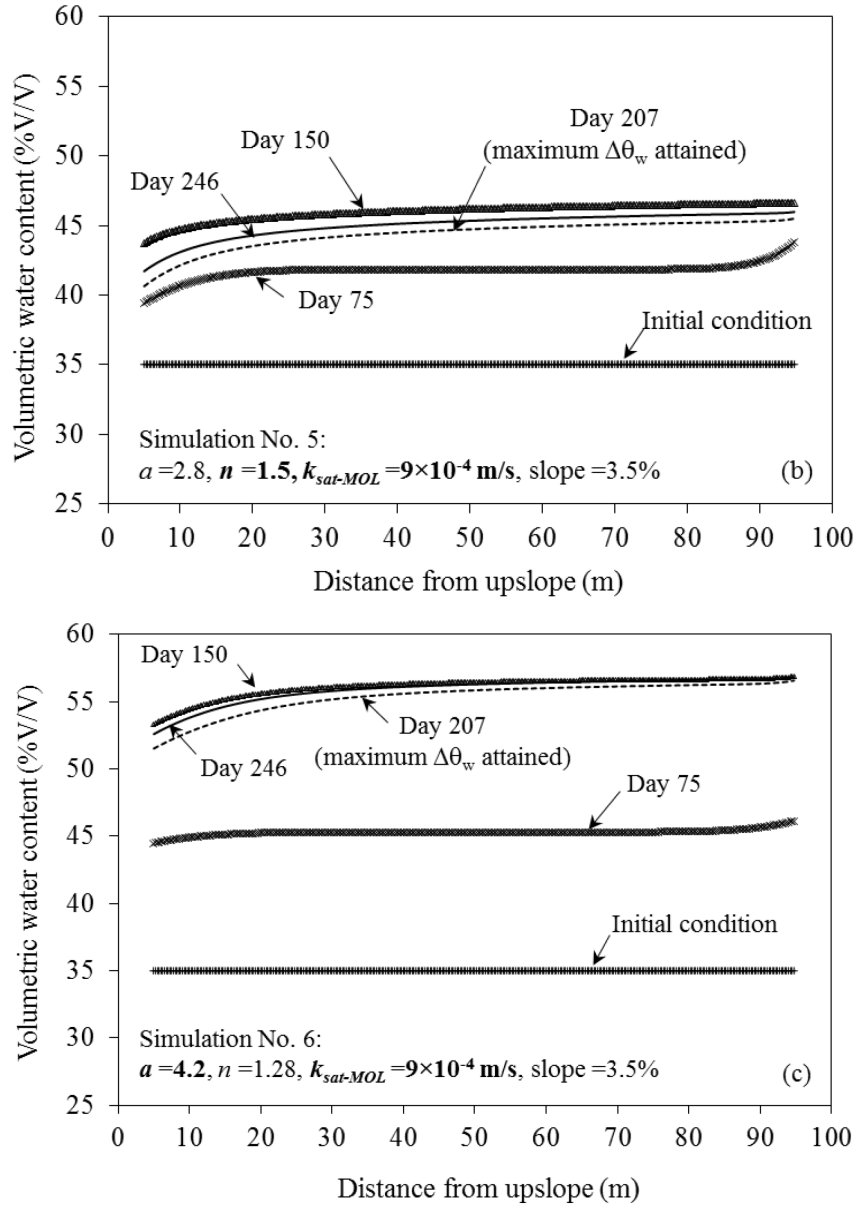 60
55
50
45
40
35
30
25
Volumetric water content (%V/V)
Day 150
Day 207
(maximum Δθw attained)
Day 246
Day 75
Initial condition
Simulation No. 5:
a =2.8, n =1.5, ksat-MOL =9×10-4 m/s, slope =3.5%
(b)
0 10 20 30 40 50 60 70 80 90 100
Distance from upslope (m)
60
55
50
45
40
35
30
25
Volumetric water content (%V/V)
Day 150
Day 207
(maximum Δθw attained)
Day 246
Day 75
Initial condition
Simulation No. 6:
a =4.2, n =1.28, ksat-MOL =9×10-4 m/s, slope =3.5%
(c)
0 10 20 30 40 50 60 70 80 90 100
Distance from upslope (m)